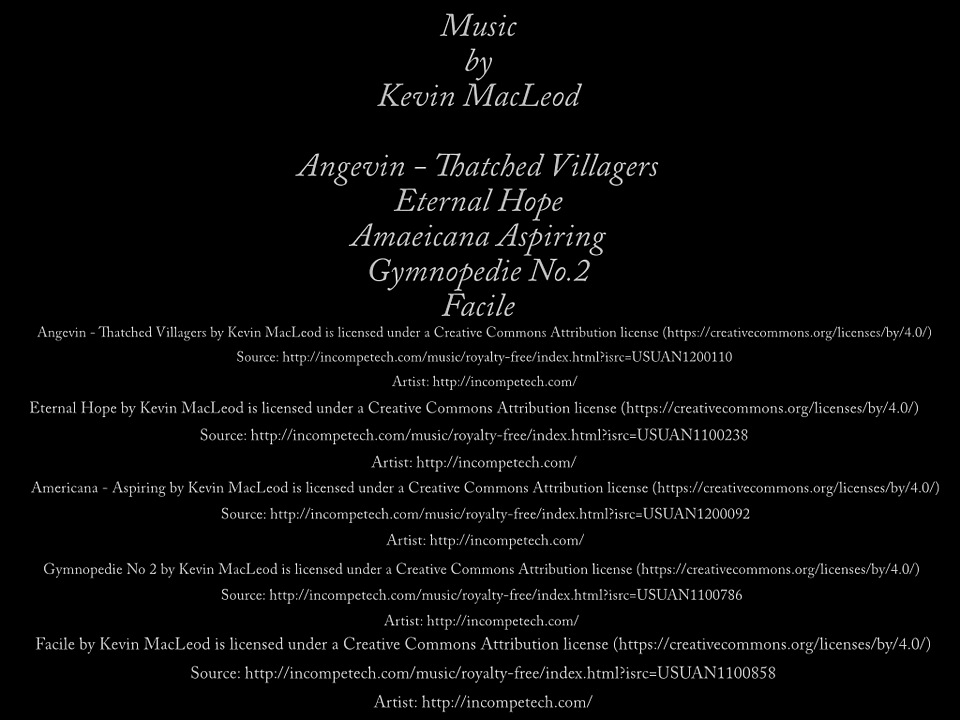 Music
by
Kevin MacLeod
Angevin - Thatched Villagers
Eternal Hope
Amaeicana Aspiring
Gymnopedie No.2
Facile
Angevin - Thatched Villagers by Kevin MacLeod is licensed under a Creative Commons Attribution license (https://creativecommons.org/licenses/by/4.0/)
Source: http://incompetech.com/music/royalty-free/index.html?isrc=USUAN1200110
Artist: http://incompetech.com/
Eternal Hope by Kevin MacLeod is licensed under a Creative Commons Attribution license (https://creativecommons.org/licenses/by/4.0/)
Source: http://incompetech.com/music/royalty-free/index.html?isrc=USUAN1100238
Artist: http://incompetech.com/
Americana - Aspiring by Kevin MacLeod is licensed under a Creative Commons Attribution license (https://creativecommons.org/licenses/by/4.0/)
Source: http://incompetech.com/music/royalty-free/index.html?isrc=USUAN1200092
Artist: http://incompetech.com/
Gymnopedie No 2 by Kevin MacLeod is licensed under a Creative Commons Attribution license (https://creativecommons.org/licenses/by/4.0/)
Source: http://incompetech.com/music/royalty-free/index.html?isrc=USUAN1100786
Artist: http://incompetech.com/
Facile by Kevin MacLeod is licensed under a Creative Commons Attribution license (https://creativecommons.org/licenses/by/4.0/)
Source: http://incompetech.com/music/royalty-free/index.html?isrc=USUAN1100858
Artist: http://incompetech.com/